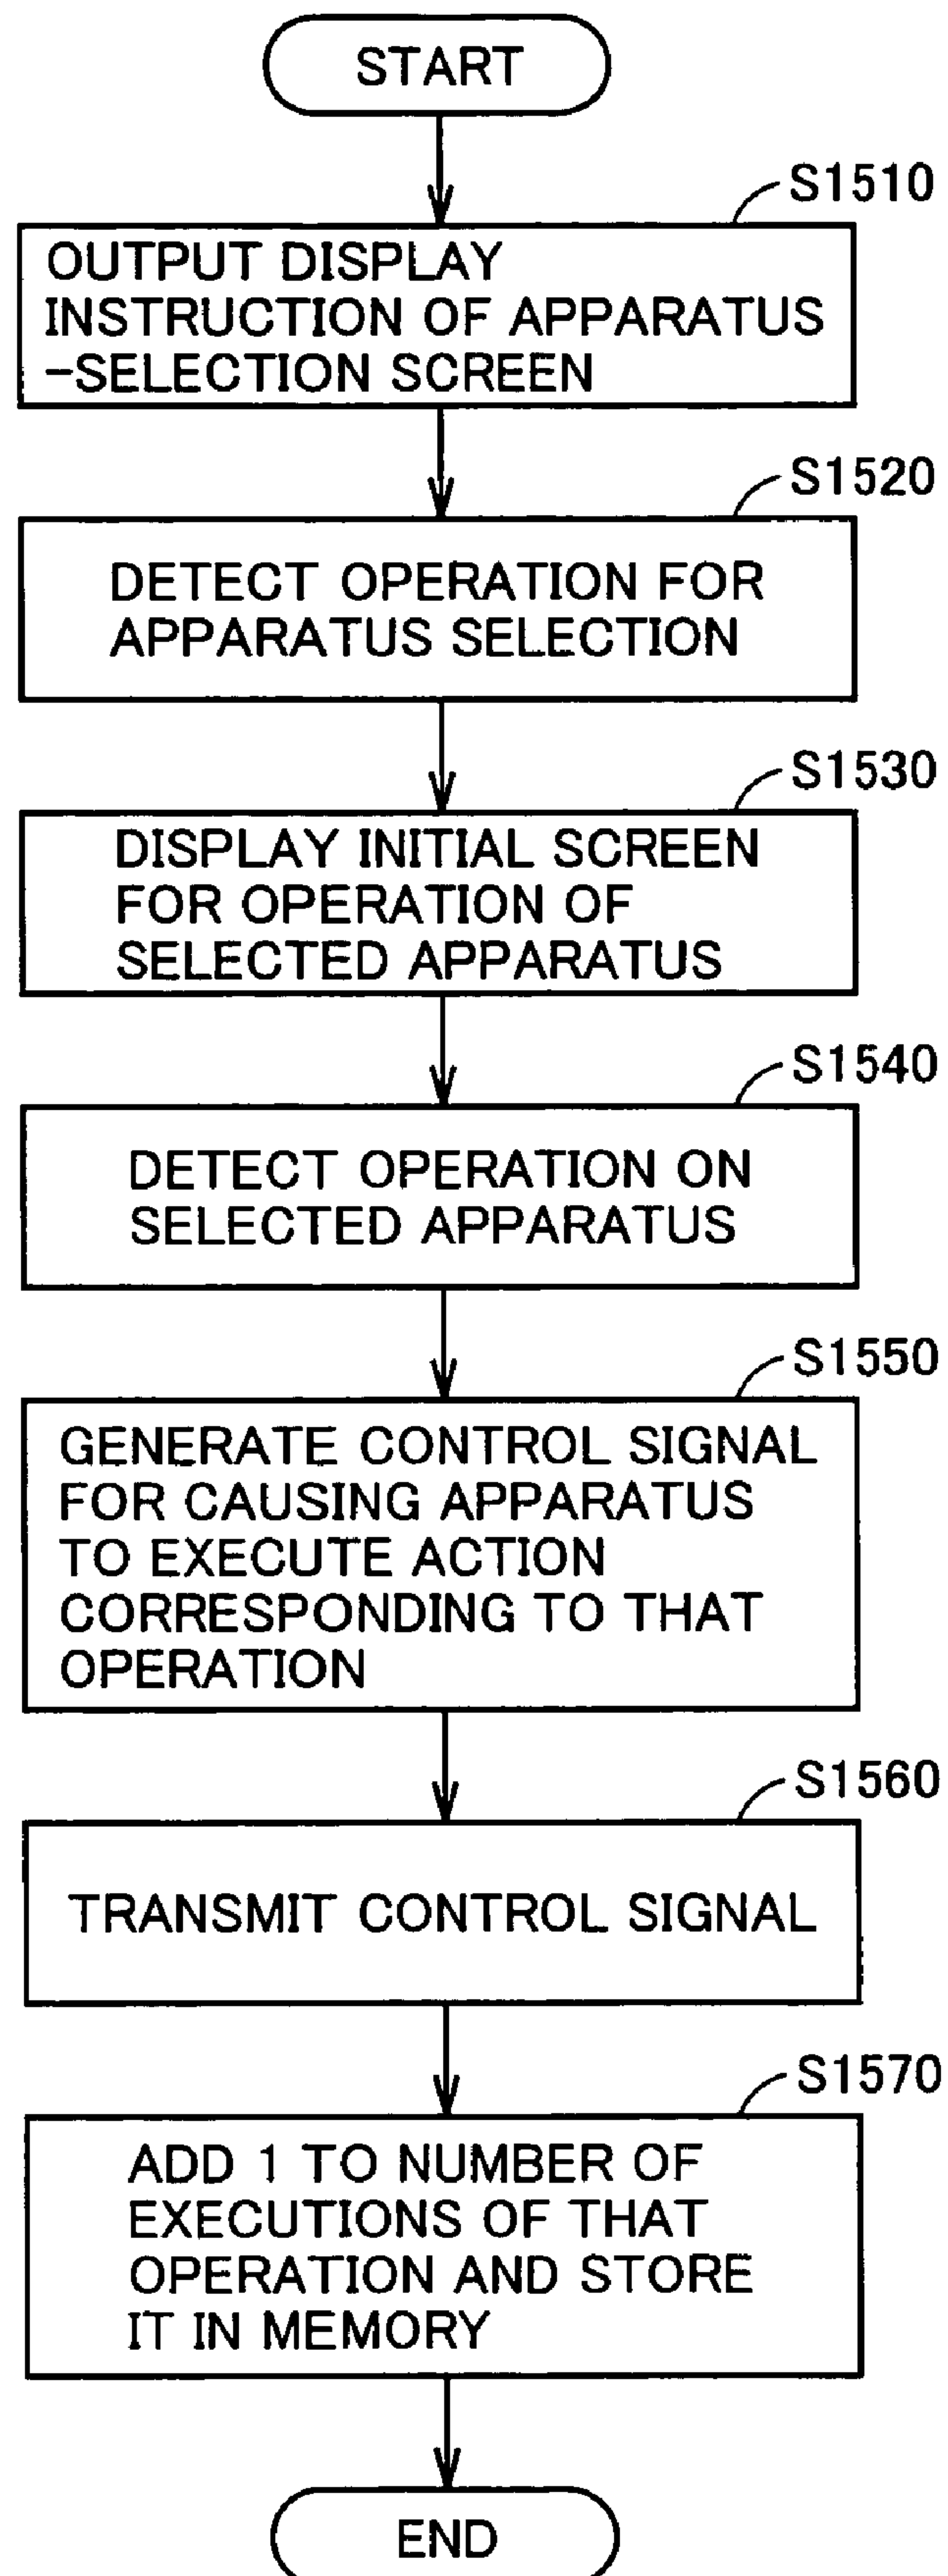 START
S1510
OUTPUT DISPLAY
INSTRUCTION OF APPARATUS
-SELECTION SCREEN
S1520
DETECT OPERATION FOR
APPARATUS SELECTION
S1530
DISPLAY INITIAL SCREEN
FOR OPERATION OF
SELECTED APPARATUS
S1540
DETECT OPERATION ON
SELECTED APPARATUS
S1550
GENERATE CONTROL SIGNAL
FOR CAUSING APPARATUS
TO EXECUTE ACTION
CORRESPONDING TO THAT
OPERATION
S1560
TRANSMIT CONTROL SIGNAL
S1570
ADD 1 TO NUMBER OF
EXECUTIONS OF THAT
OPERATION AND STORE
IT IN MEMORY
END